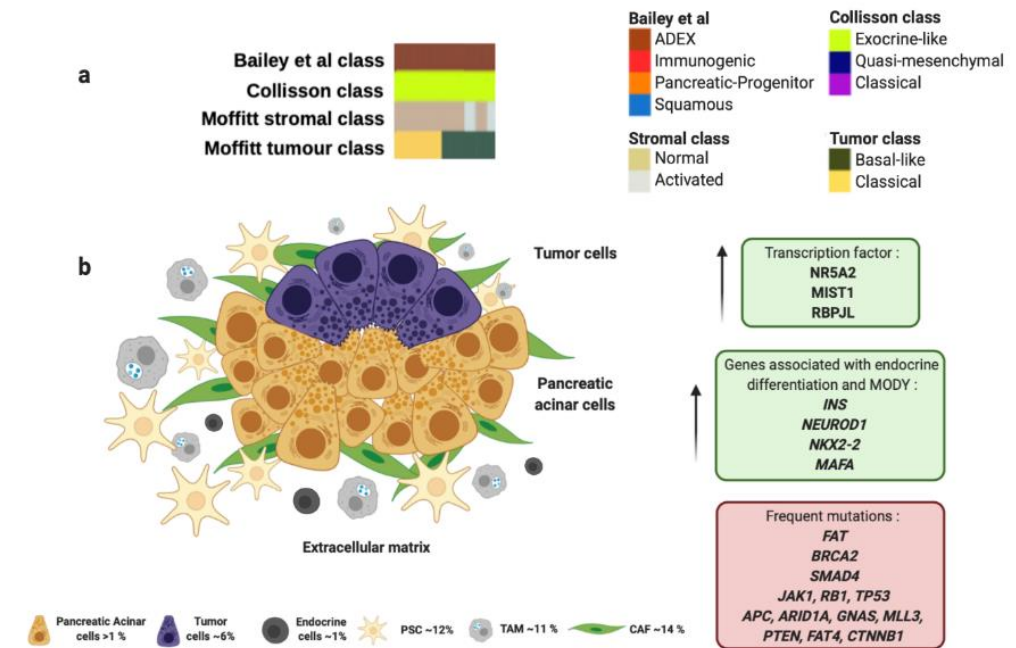 a
Bailey et al class
Collisson class
Moffitt stromal class
Moffitt tumour class
Bailey et al
ADEX
Immunogenic
Pancreatic-Progenitor
Squamous
Collisson class
Exocrine-like
Quasi-mesenchymal
Classical
Stromal class
Normal
Activated
Tumor class
Basal-like
Classical
b
Tumor cells
Pancreatic
acinar cells
Extracellular matrix
Transcription factor :
NR5A2
MIST1
RBPJL
Genes associated with endocrine
differentiation and MODY :
INS
NEUROD1
NKX2-2
MAFA
Frequent mutations :
FAT
BRCA2
SMAD4
JAK1, RB1, TP53
APC, ARID1A, GNAS, MLL3,
PTEN, FAT4, CTNNB1
Pancreatic Acinar
cells >1 %
Tumor
cells ~6%
Endocrine
cells ~1%
PSC ~12%
TAM ~11 %
CAF ~14 %